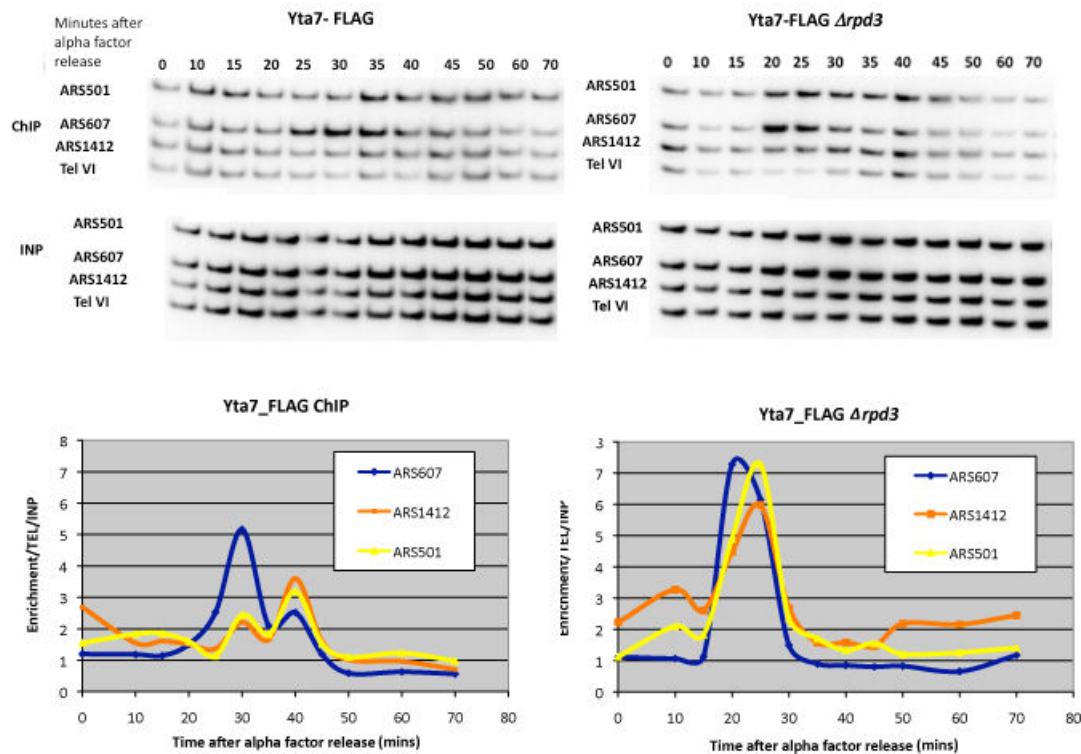 Yta7- FLAG
Minutes after
alpha factor
release
0 10 15 20 25 30 35 40 45 50 60 70
ARS501
ChIP
ARS607
ARS1412
Tel VI
ARS501
INP
ARS607
ARS1412
Tel VI
Yta7-FLAG Δrpd3
0 10 15 20 25 30 35 40 45 50 60 70
ARS501
ARS607
ARS1412
Tel VI
ARS501
ARS607
ARS1412
Tel VI
Yta7_FLAG ChIP
Enrichment/TEL/INP
8
7
6
5
4
3
2
1
0
ARS607
ARS1412
ARS501
0 10 20 30 40 50 60 70 80
Time after alpha factor release (mins)
Yta7_FLAG Δrpd3
Enrichment/TEL/INP
3
7
6
5
4
3
2
1
0
ARS607
ARS1412
ARS501
0 10 20 30 40 50 60 70 80
Time after alpha factor release (mins)